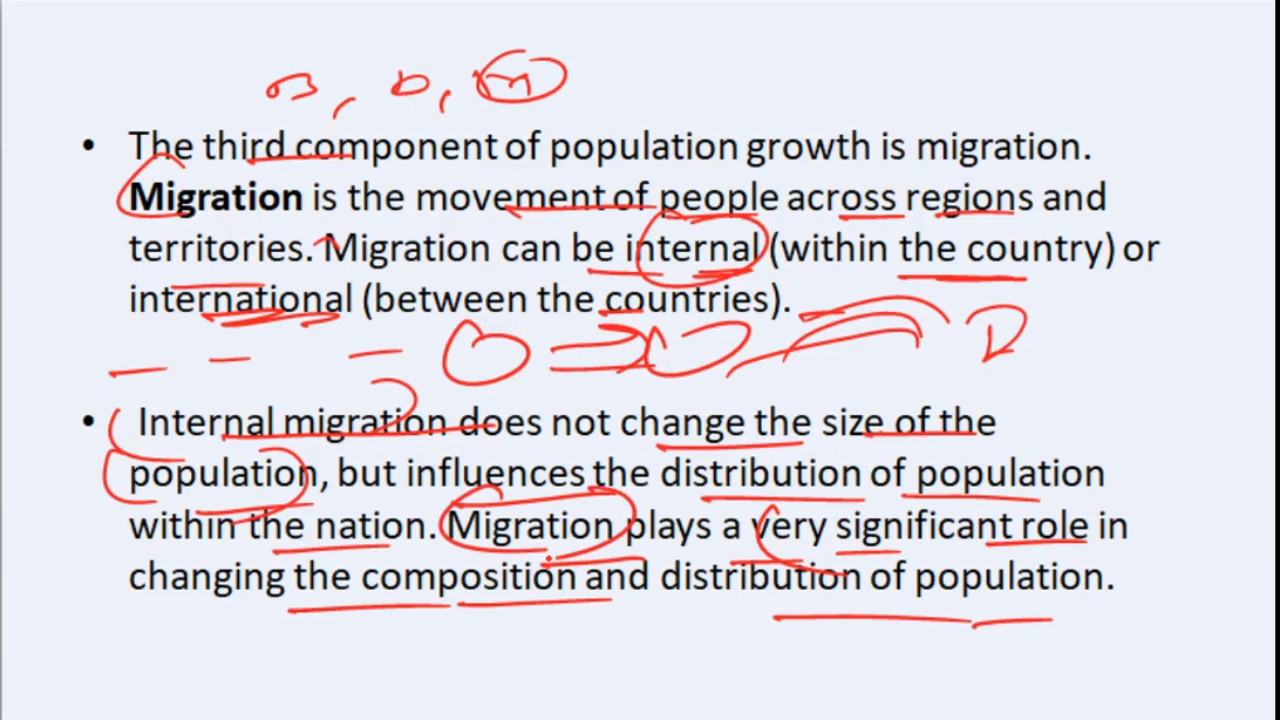 • The third component of population growth is migration.
Migration is the movement of people across regions and
territories. Migration can be internal (within the country) or
international (between the countries).
• Internal migration does not change the size of the
population, but influences the distribution of population
within the nation. Migration plays a very significant role in
changing the composition and distribution of population.